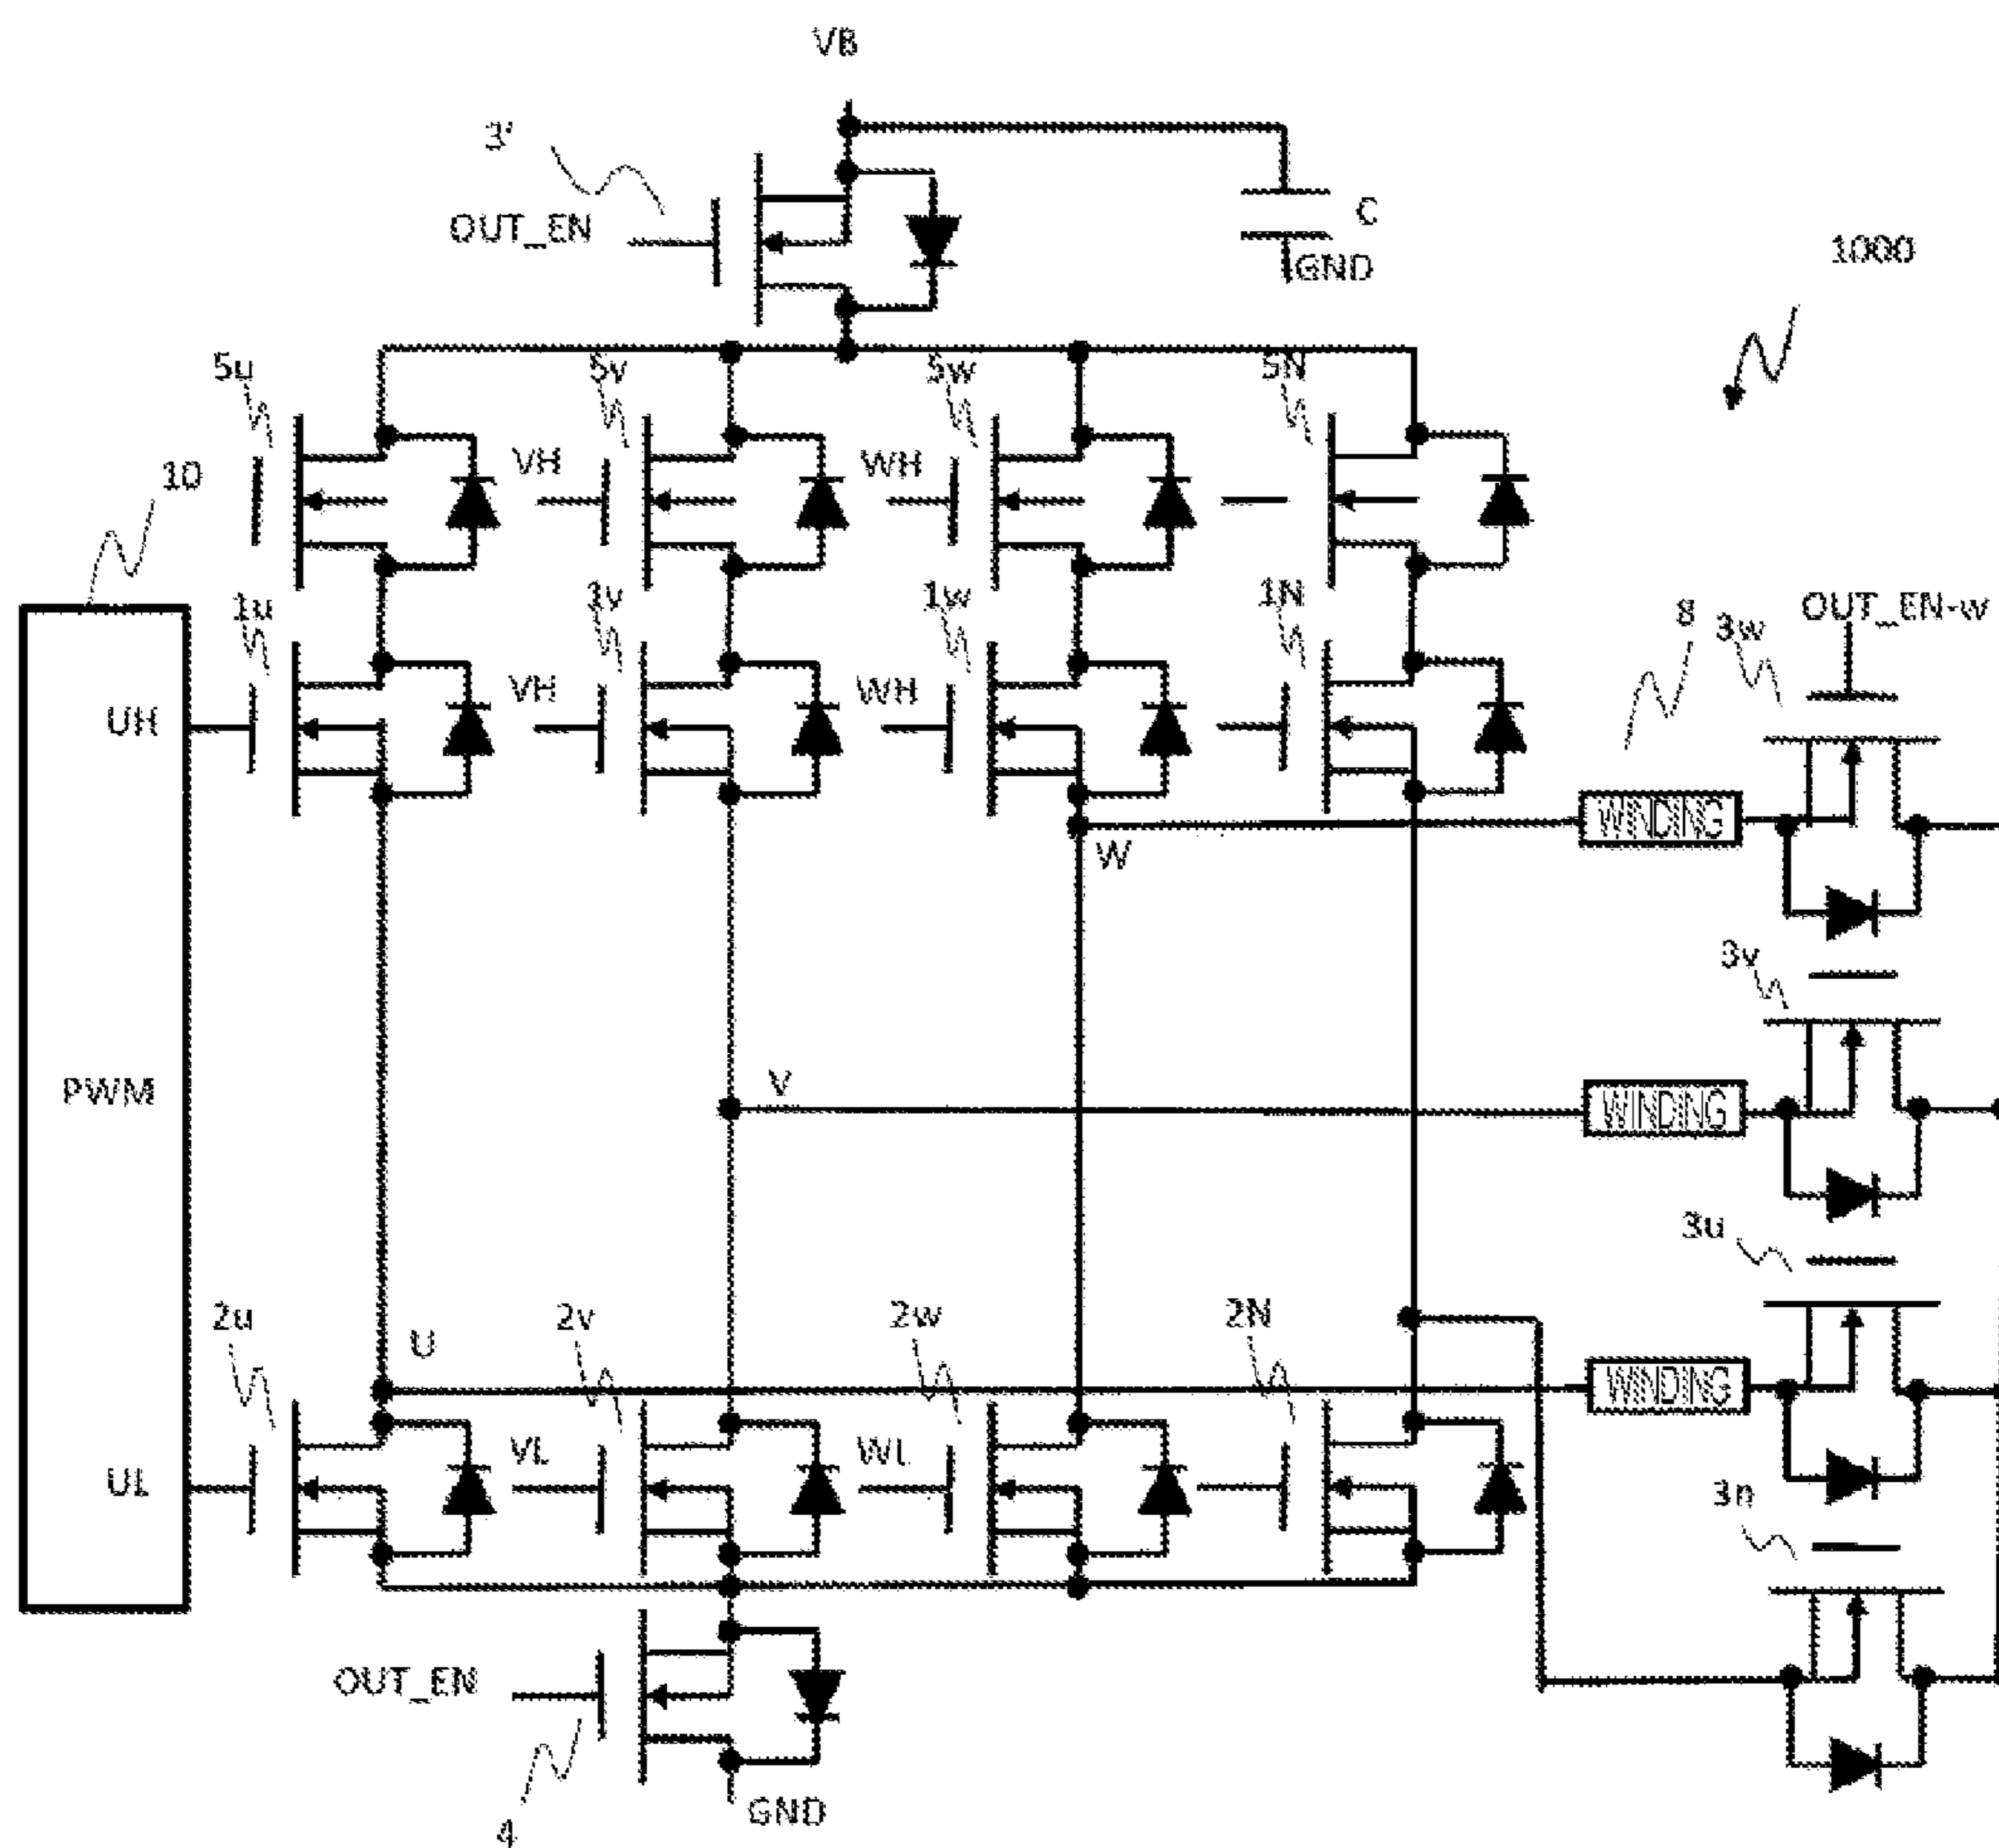 VB
3'
OUT_EN
C
GND
1000
5u
5v
5w
5N
10
VH
WH
1u
1v
1w
1N
8
3w
OUT_EN-w
UH
VH
WH
WINDING
W
3v
PWM
V
WINDING
3u
2u
U
2v
2w
2N
WINDING
UL
VL
WL
3n
OUT_EN
4
GND